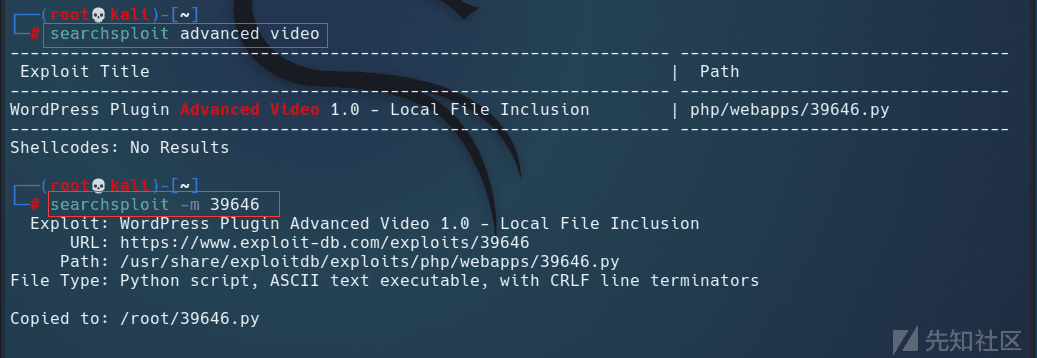 ┌──(root💀kali)-[~]
└─# searchsploit advanced video
---------------------------------------------------------------- ---------------------------------
 Exploit Title                                                  |  Path
---------------------------------------------------------------- ---------------------------------
WordPress Plugin Advanced Video 1.0 - Local File Inclusion      | php/webapps/39646.py
---------------------------------------------------------------- ---------------------------------
Shellcodes: No Results
┌──(root💀kali)-[~]
└─# searchsploit -m 39646
  Exploit: WordPress Plugin Advanced Video 1.0 - Local File Inclusion
      URL: https://www.exploit-db.com/exploits/39646
     Path: /usr/share/exploitdb/exploits/php/webapps/39646.py
File Type: Python script, ASCII text executable, with CRLF line terminators
Copied to: /root/39646.py
先知社区